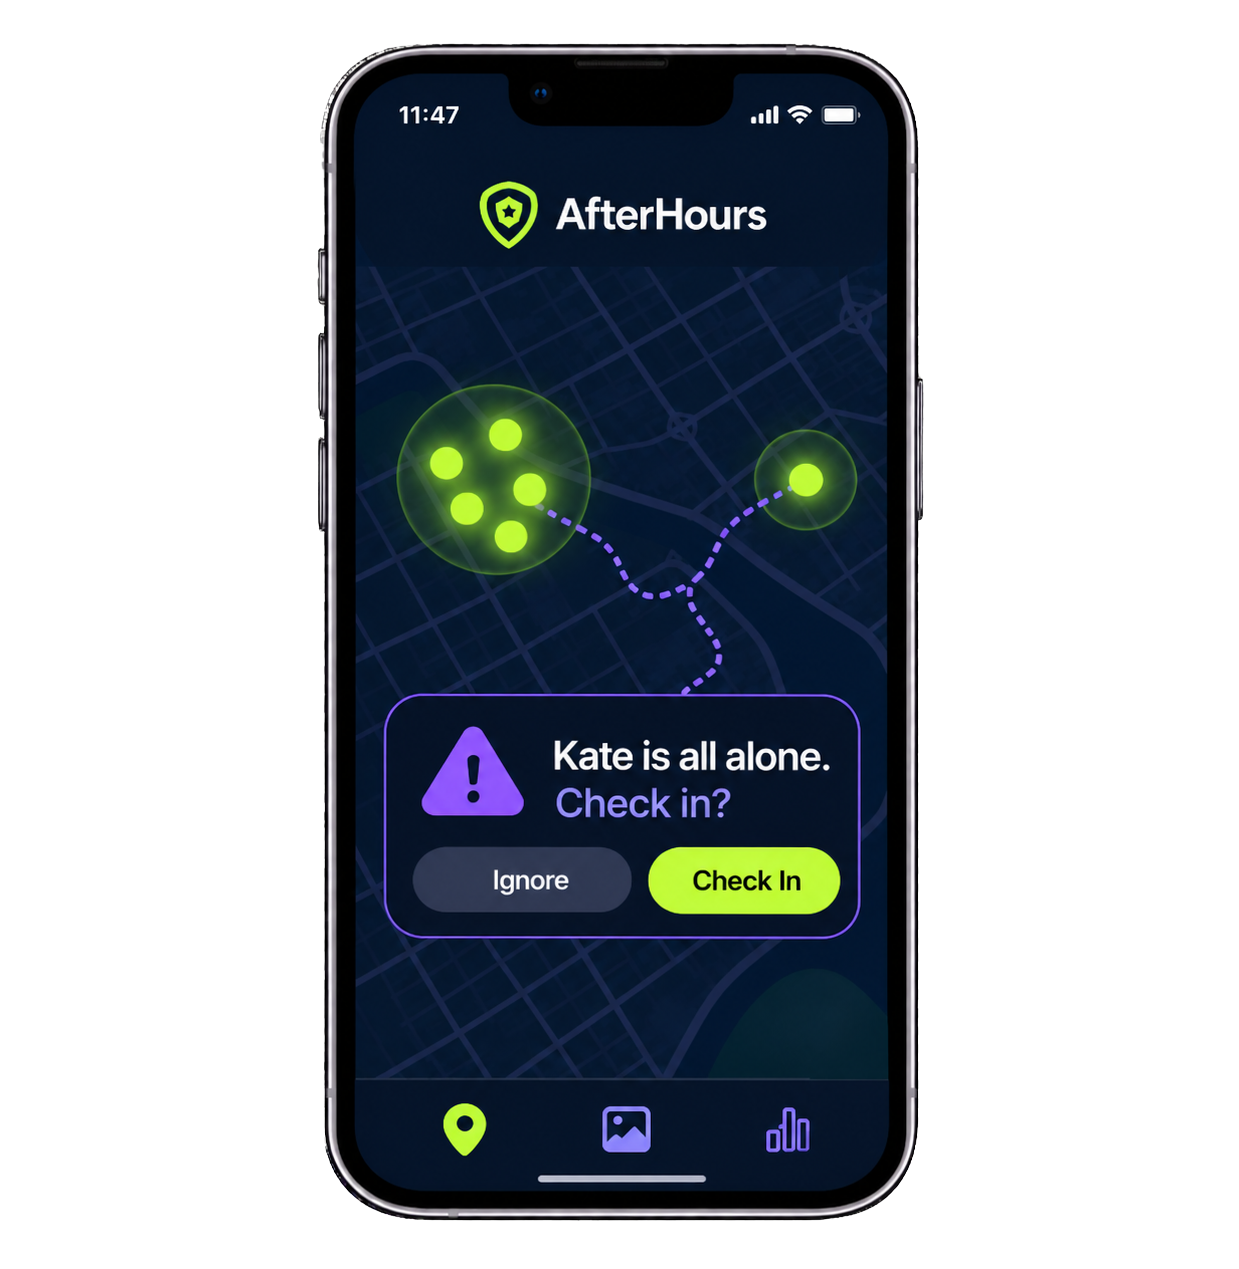 11:47
AfterHours
Kate is all alone.
Check in?
Ignore
Check In